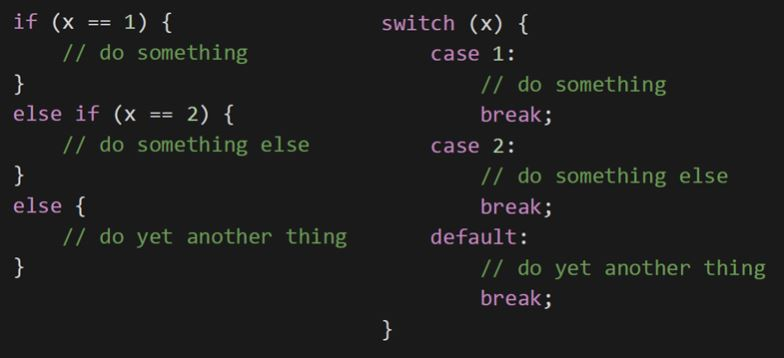 if (x == 1) {
    // do something
}
else if (x == 2) {
    // do something else
}
else {
    // do yet another thing
}
switch (x) {
    case 1:
        // do something
        break;
    case 2:
        // do something else
        break;
    default:
        // do yet another thing
        break;
}